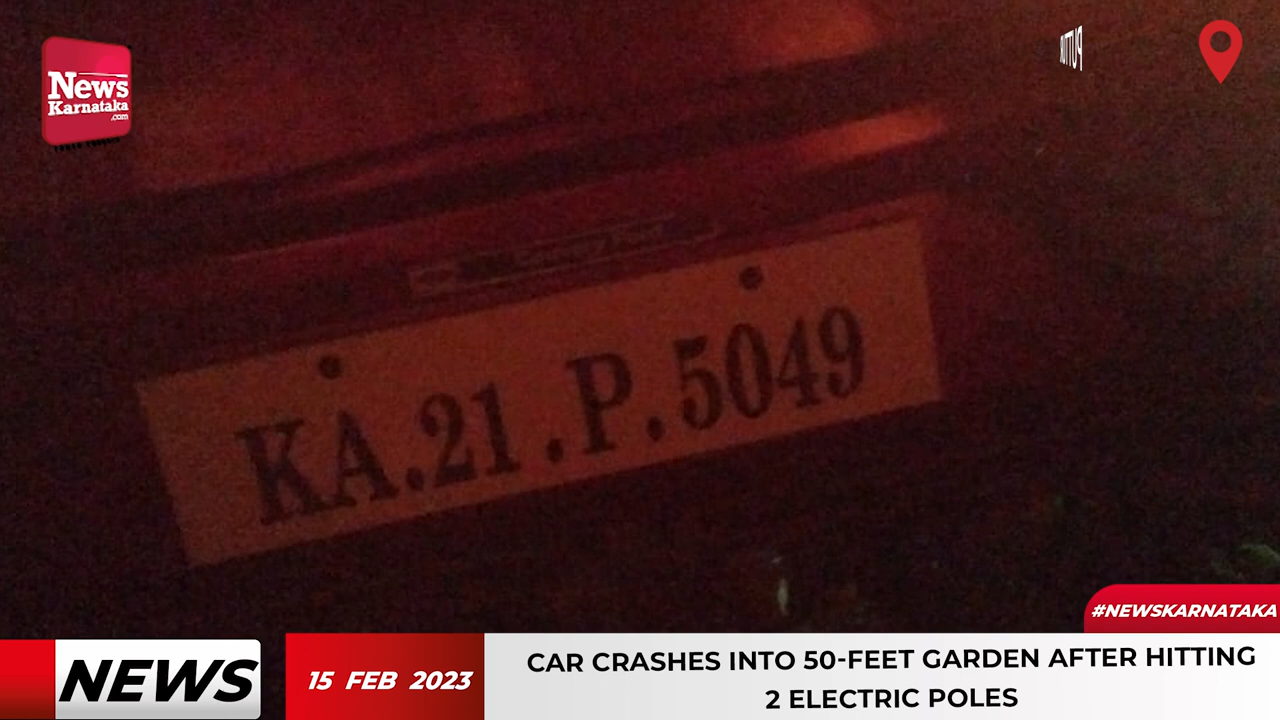 News
Karnataka
.com
PUTTUR
KA.21.P.5049
#NEWSKARNATAKA
NEWS
15 FEB 2023
CAR CRASHES INTO 50-FEET GARDEN AFTER HITTING
2 ELECTRIC POLES